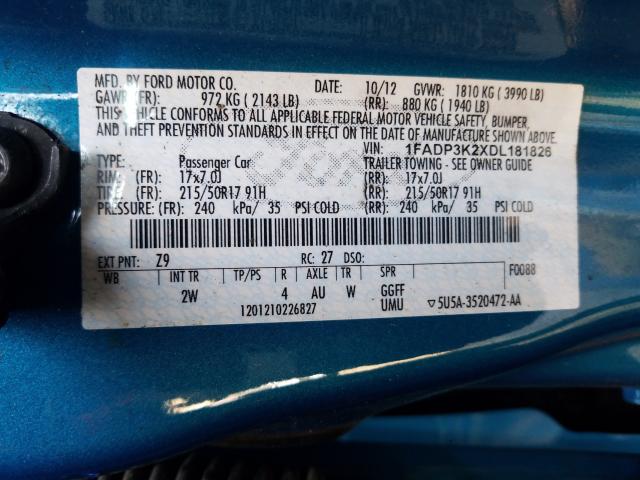 MFD. BY FORD MOTOR CO. DATE: 10/12 GVWR: 1810 KG ( 3990 LB)
GAWR(FR): 972 KG ( 2143 LB) (RR): 880 KG ( 1940 LB)
THIS VEHICLE CONFORMS TO ALL APPLICABLE FEDERAL MOTOR VEHICLE SAFETY, BUMPER,
AND THEFT PREVENTION STANDARDS IN EFFECT ON THE DATE OF MANUFACTURE SHOWN ABOVE.
VIN: 1FADP3K2XDL181826
TYPE: Passenger Car TRAILER TOWING - SEE OWNER GUIDE
RIM: (FR): 17x7.0J (RR): 17x7.0J
TIRE: (FR): 215/50R17 91H (RR): 215/50R17 91H
PRESSURE: (FR): 240 kPa/ 35 PSI COLD (RR): 240 kPa/ 35 PSI COLD
EXT PNT: Z9 RC: 27 DSO: F0088
WB INT TR TP/PS R AXLE TR SPR
2W 4 AU W GGFF
1201210226827 UMU ▽5U5A-3520472-AA